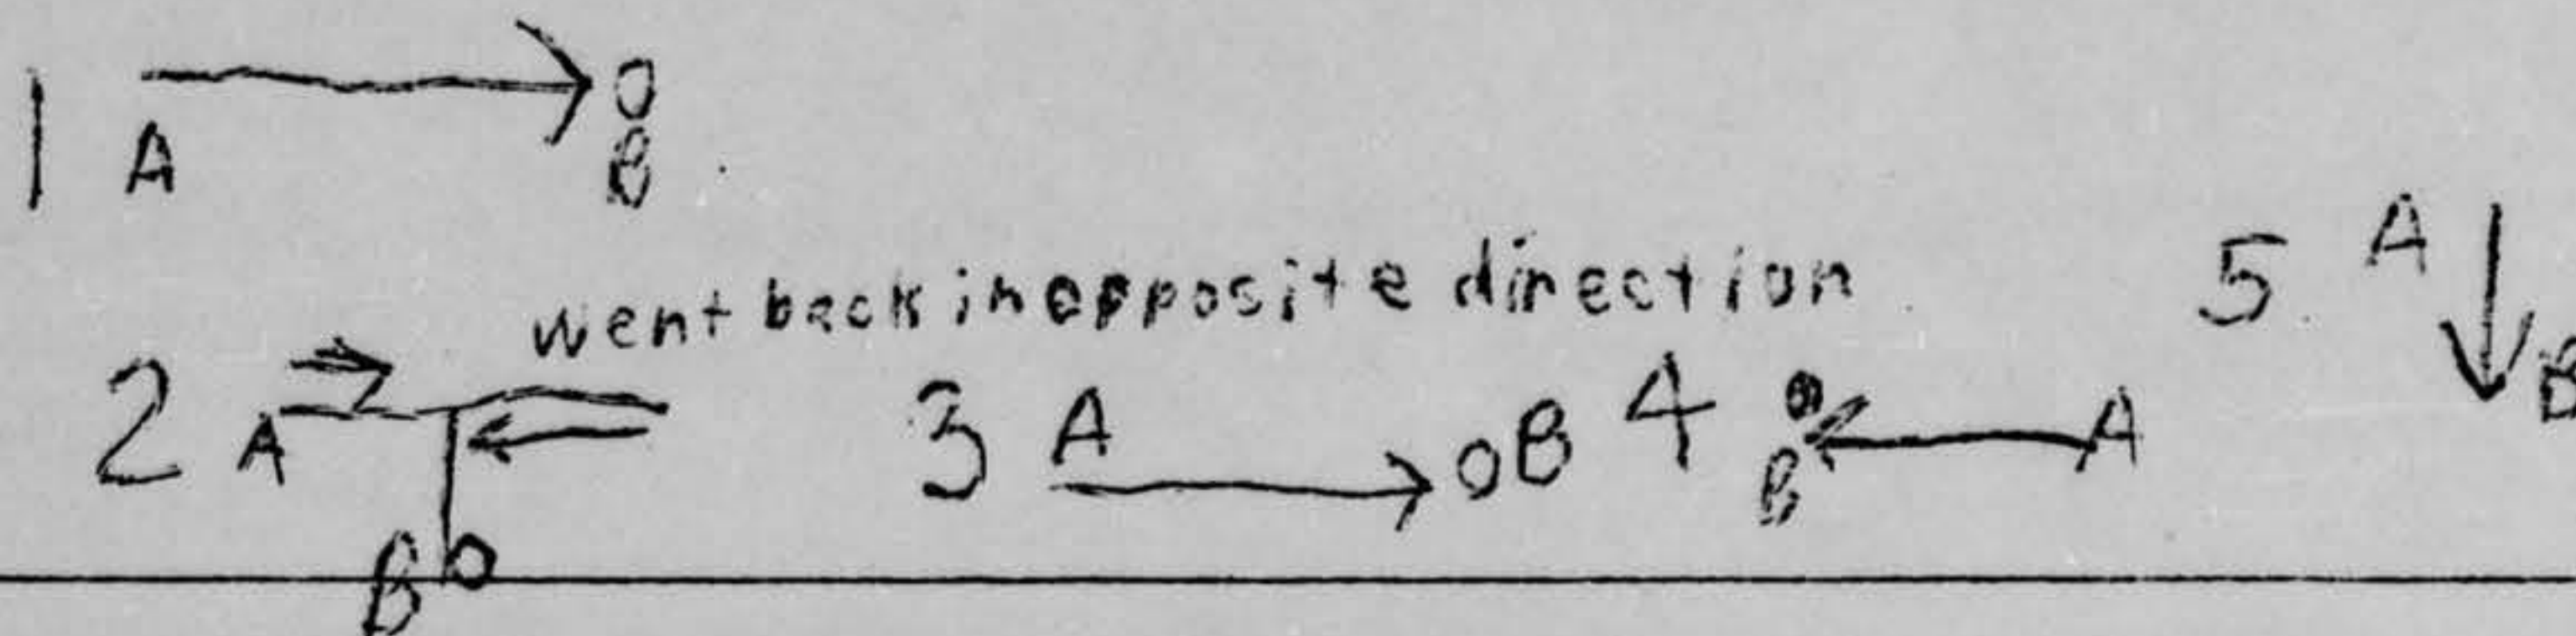 1 A B
went back in opposite direction
5 A B
2 A B 3 A B 4 B A